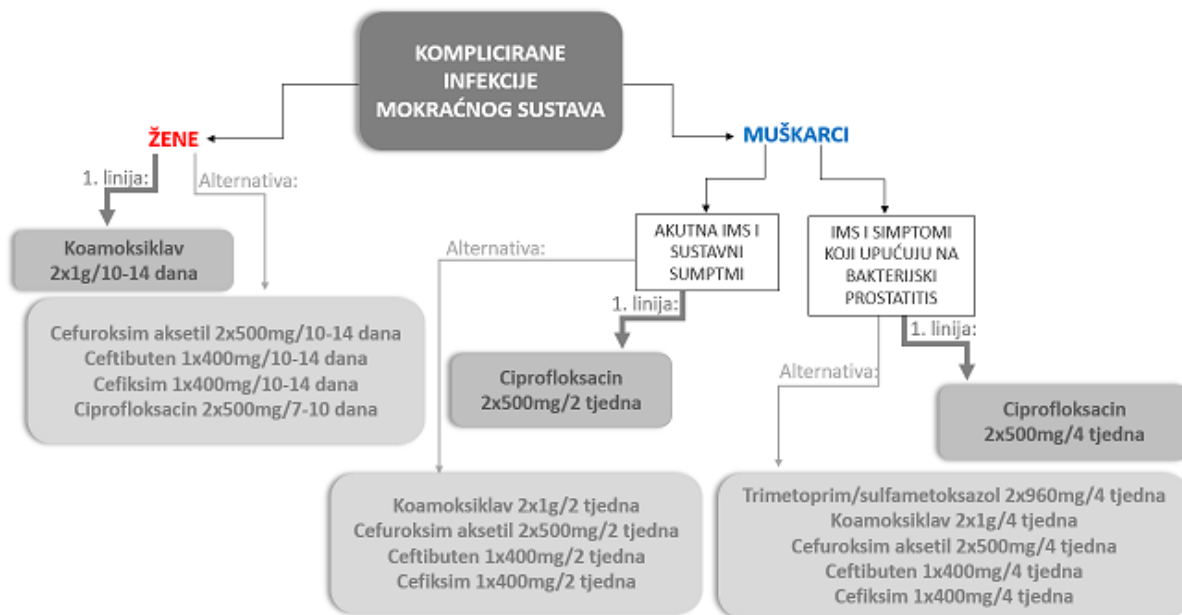 KOMPLICIRANE
INFEKCIJE
MOKRAĆNOG SUSTAVA
ŽENE
1. linija:
Alternativa:
Koamoksiklav
2x1g/10-14 dana
Cefuroksim aksetil 2x500mg/10-14 dana
Ceftibuten 1x400mg/10-14 dana
Cefiksim 1x400mg/10-14 dana
Ciprofloksacin 2x500mg/7-10 dana
MUŠKARCI
AKUTNA IMS I
SUSTAVNI
SUMPTMI
Alternativa:
1. linija:
Ciprofloksacin
2x500mg/2 tjedna
Koamoksiklav 2x1g/2 tjedna
Cefuroksim aksetil 2x500mg/2 tjedna
Ceftibuten 1x400mg/2 tjedna
Cefiksim 1x400mg/2 tjedna
IMS I SIMPTOMI
KOJI UPUĆUJU NA
BAKTERIJSKI
PROSTATITIS
1. linija:
Alternativa:
Ciprofloksacin
2x500mg/4 tjedna
Trimetoprim/sulfametoksazol 2x960mg/4 tjedna
Koamoksiklav 2x1g/4 tjedna
Cefuroksim aksetil 2x500mg/4 tjedna
Ceftibuten 1x400mg/4 tjedna
Cefiksim 1x400mg/4 tjedna